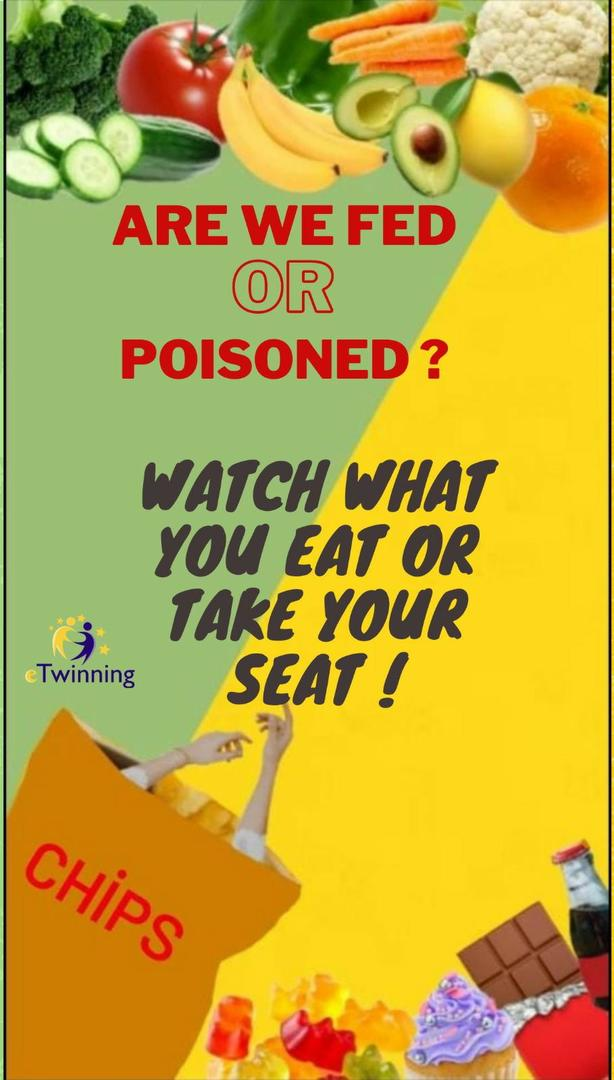 ARE WE FED
OR
POISONED ?
WATCH WHAT
YOU EAT OR
TAKE YOUR
SEAT !
eTwinning
CHİPS